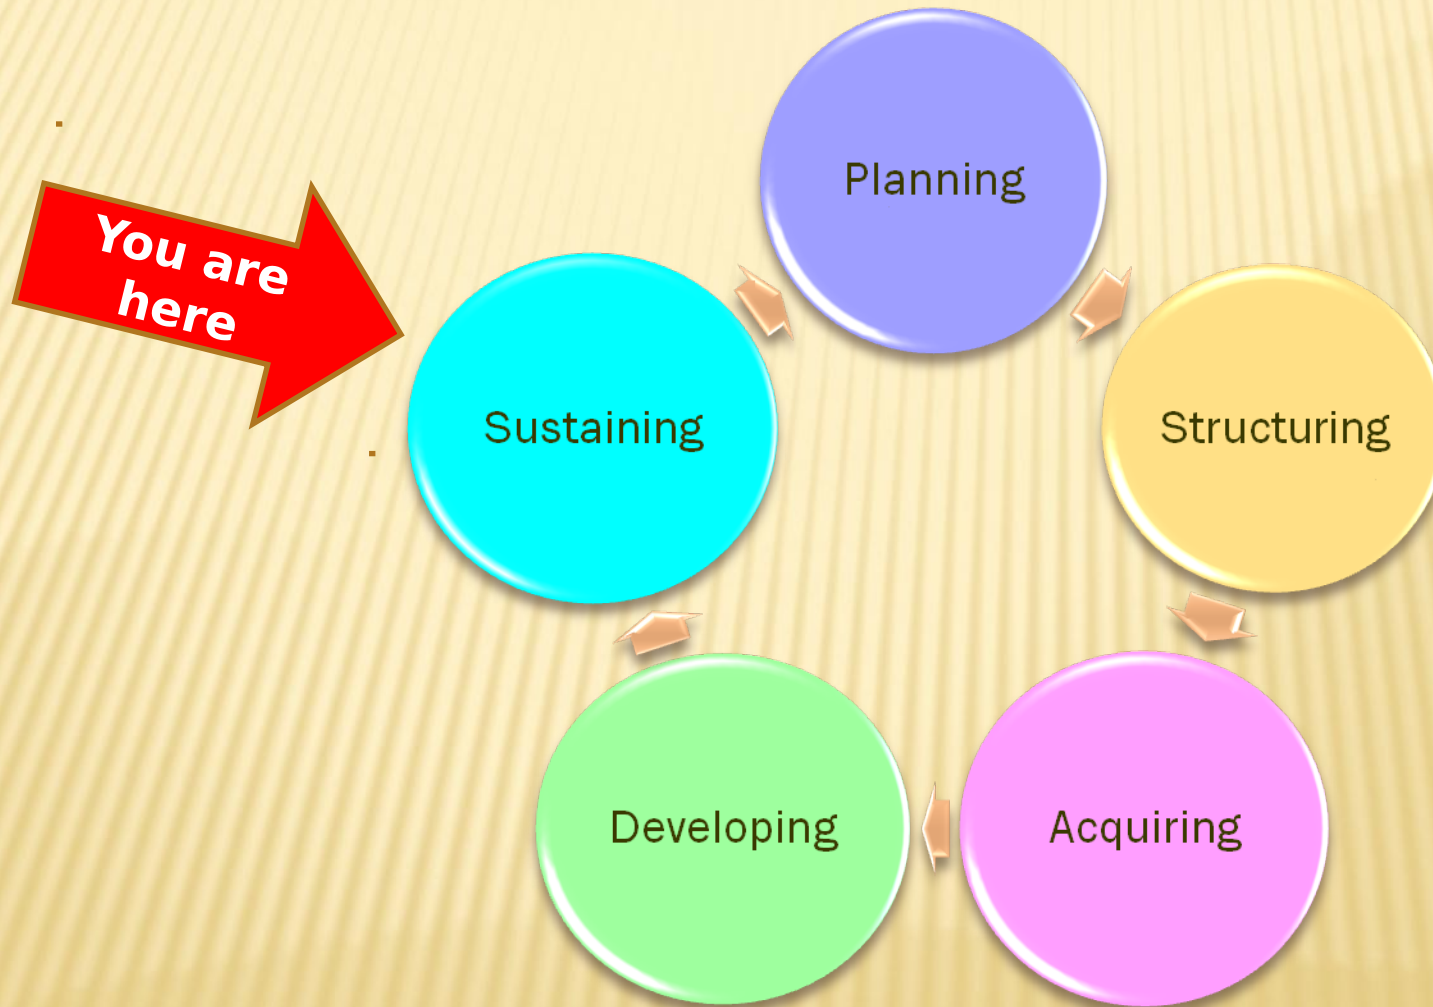 You are
here
Planning
Sustaining
Structuring
Developing
Acquiring